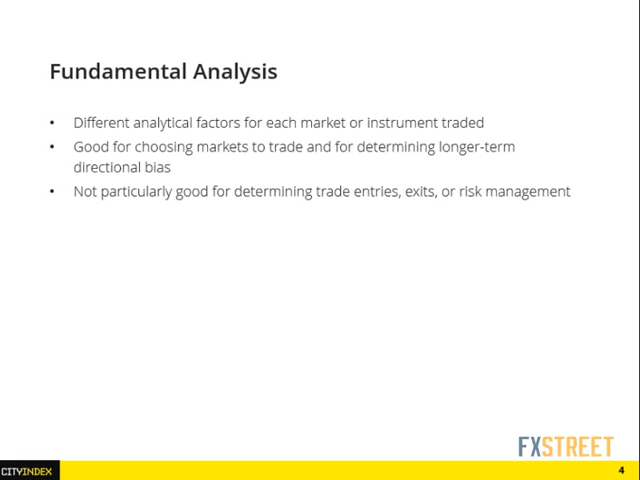 Fundamental Analysis
• Different analytical factors for each market or instrument traded
• Good for choosing markets to trade and for determining longer-term
directional bias
• Not particularly good for determining trade entries, exits, or risk management
FXSTREET
CITYINDEX
4